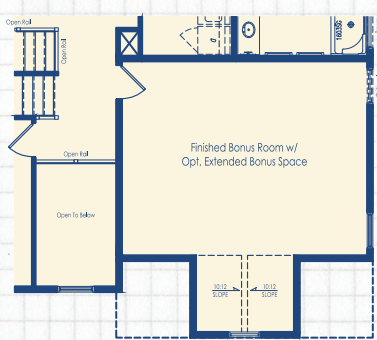 Open Rail
Open Rail
1603SG
Finished Bonus Room w/
Opt, Extended Bonus Space
Open Rail
Open To Below
10:12
SLOPE
10:12
SLOPE